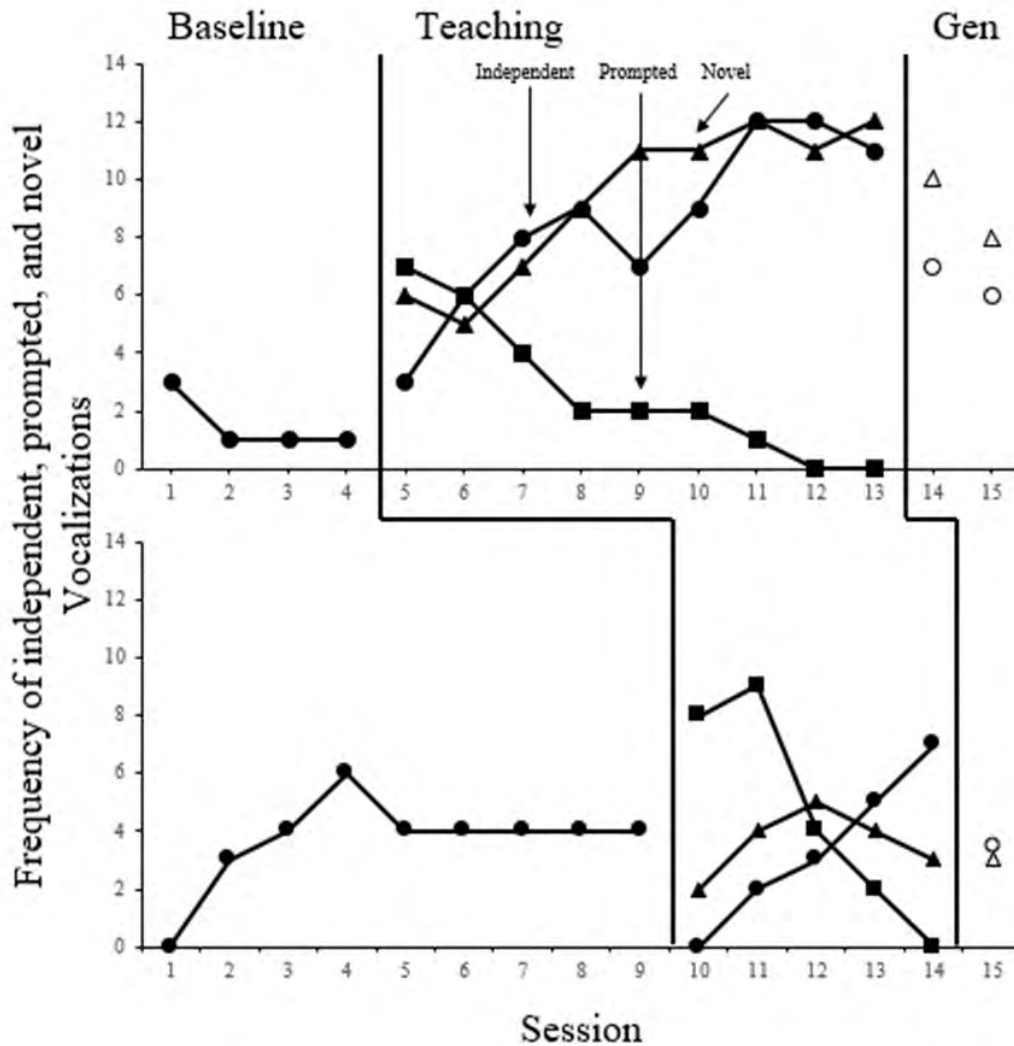 Baseline Teaching Gen
Independent Prompted Novel
14
12
10
8
6
4
2
0
1 2 3 4 5 6 7 8 9 10 11 12 13 14 15
Frequency of independent, prompted, and novel
Vocalizations
14
12
10
8
6
4
2
0
1 2 3 4 5 6 7 8 9 10 11 12 13 14 15
Session